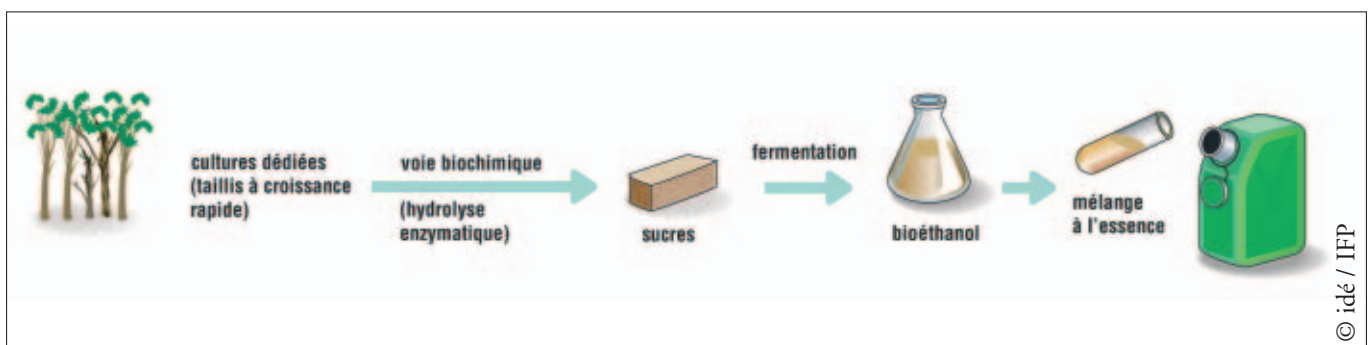 cultures dédiées
(taillis à croissance
rapide)
voie biochimique
(hydrolyse
enzymatique)
sucres
fermentation
bioéthanol
mélange
à l'essence
© idé / IFP